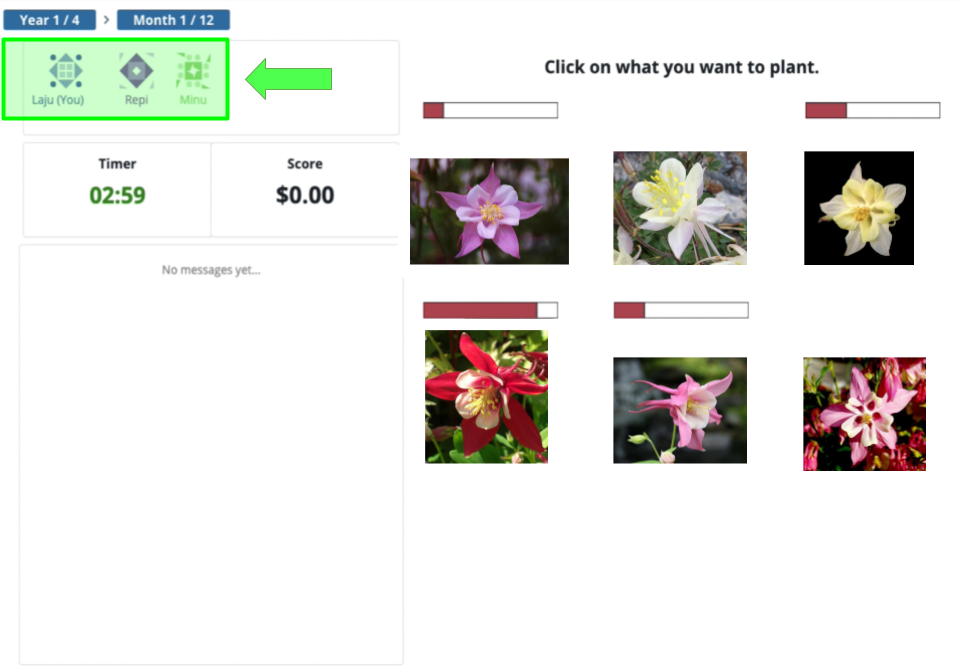 Year 1 / 4 > Month 1 / 12
Laju (You) Repi Minu
Click on what you want to plant.
Timer Score
02:59 $0.00
No messages yet...